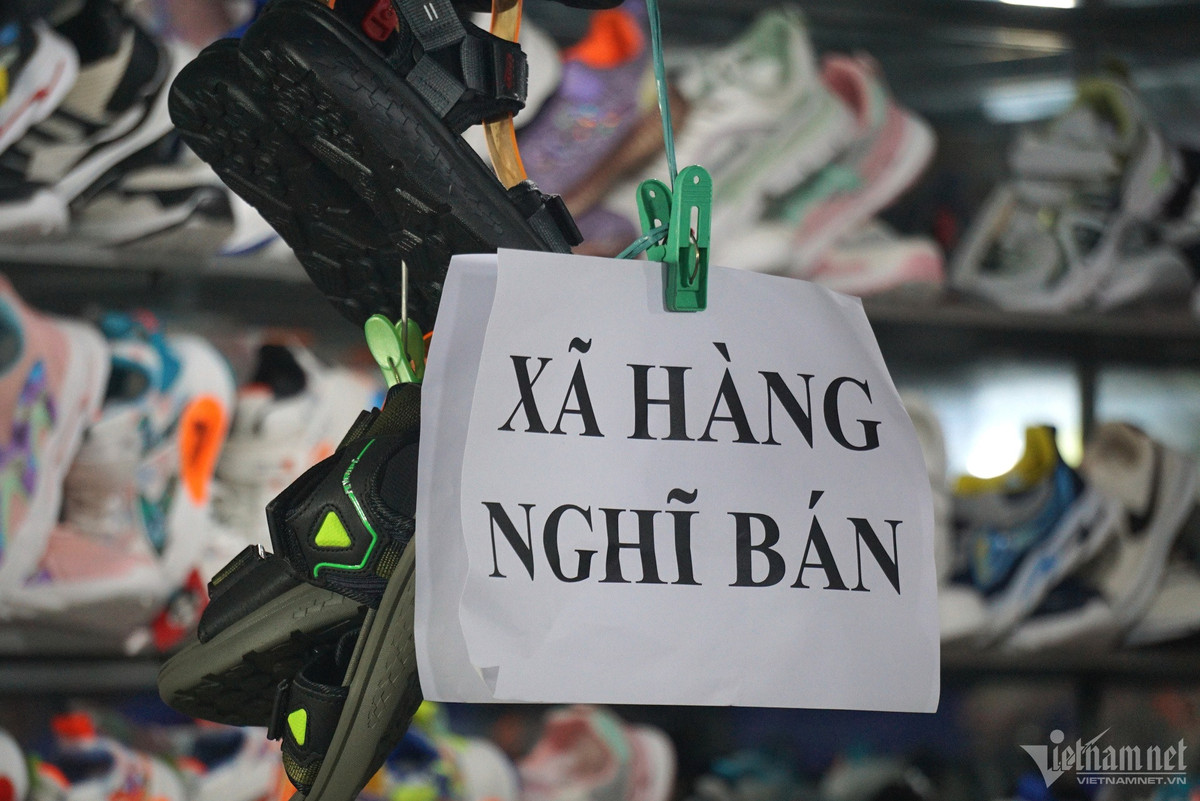 XÃ HÀNG
NGHĨ BÁN
Vietnamnet
VIETNAMNET.VN